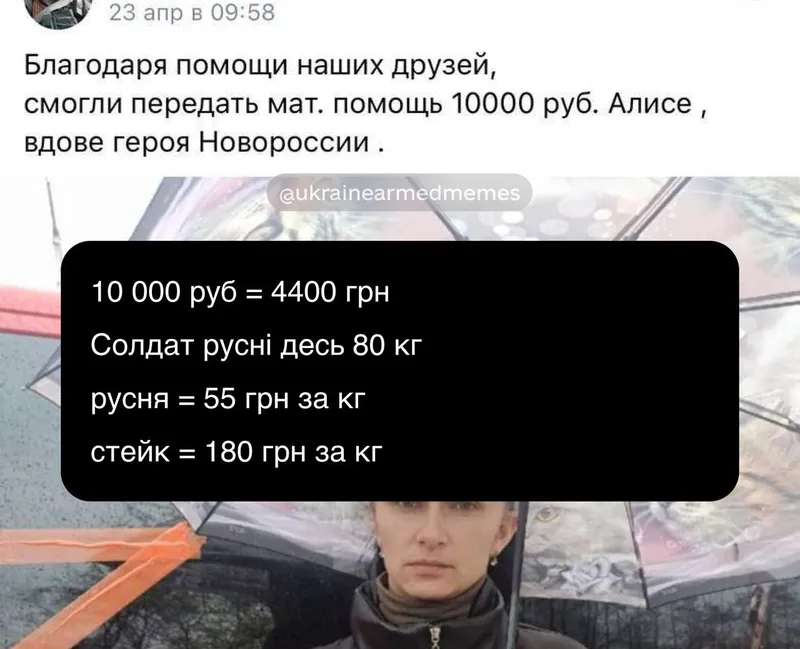 23 апр в 09:58
Благодаря помощи наших друзей,
смогли передать мат. помощь 10000 руб. Алисе ,
вдове героя Новороссии .
@ukrainearmedmemes
10 000 руб = 4400 грн
Солдат русні десь 80 кг
русня = 55 грн за кг
стейк = 180 грн за кг